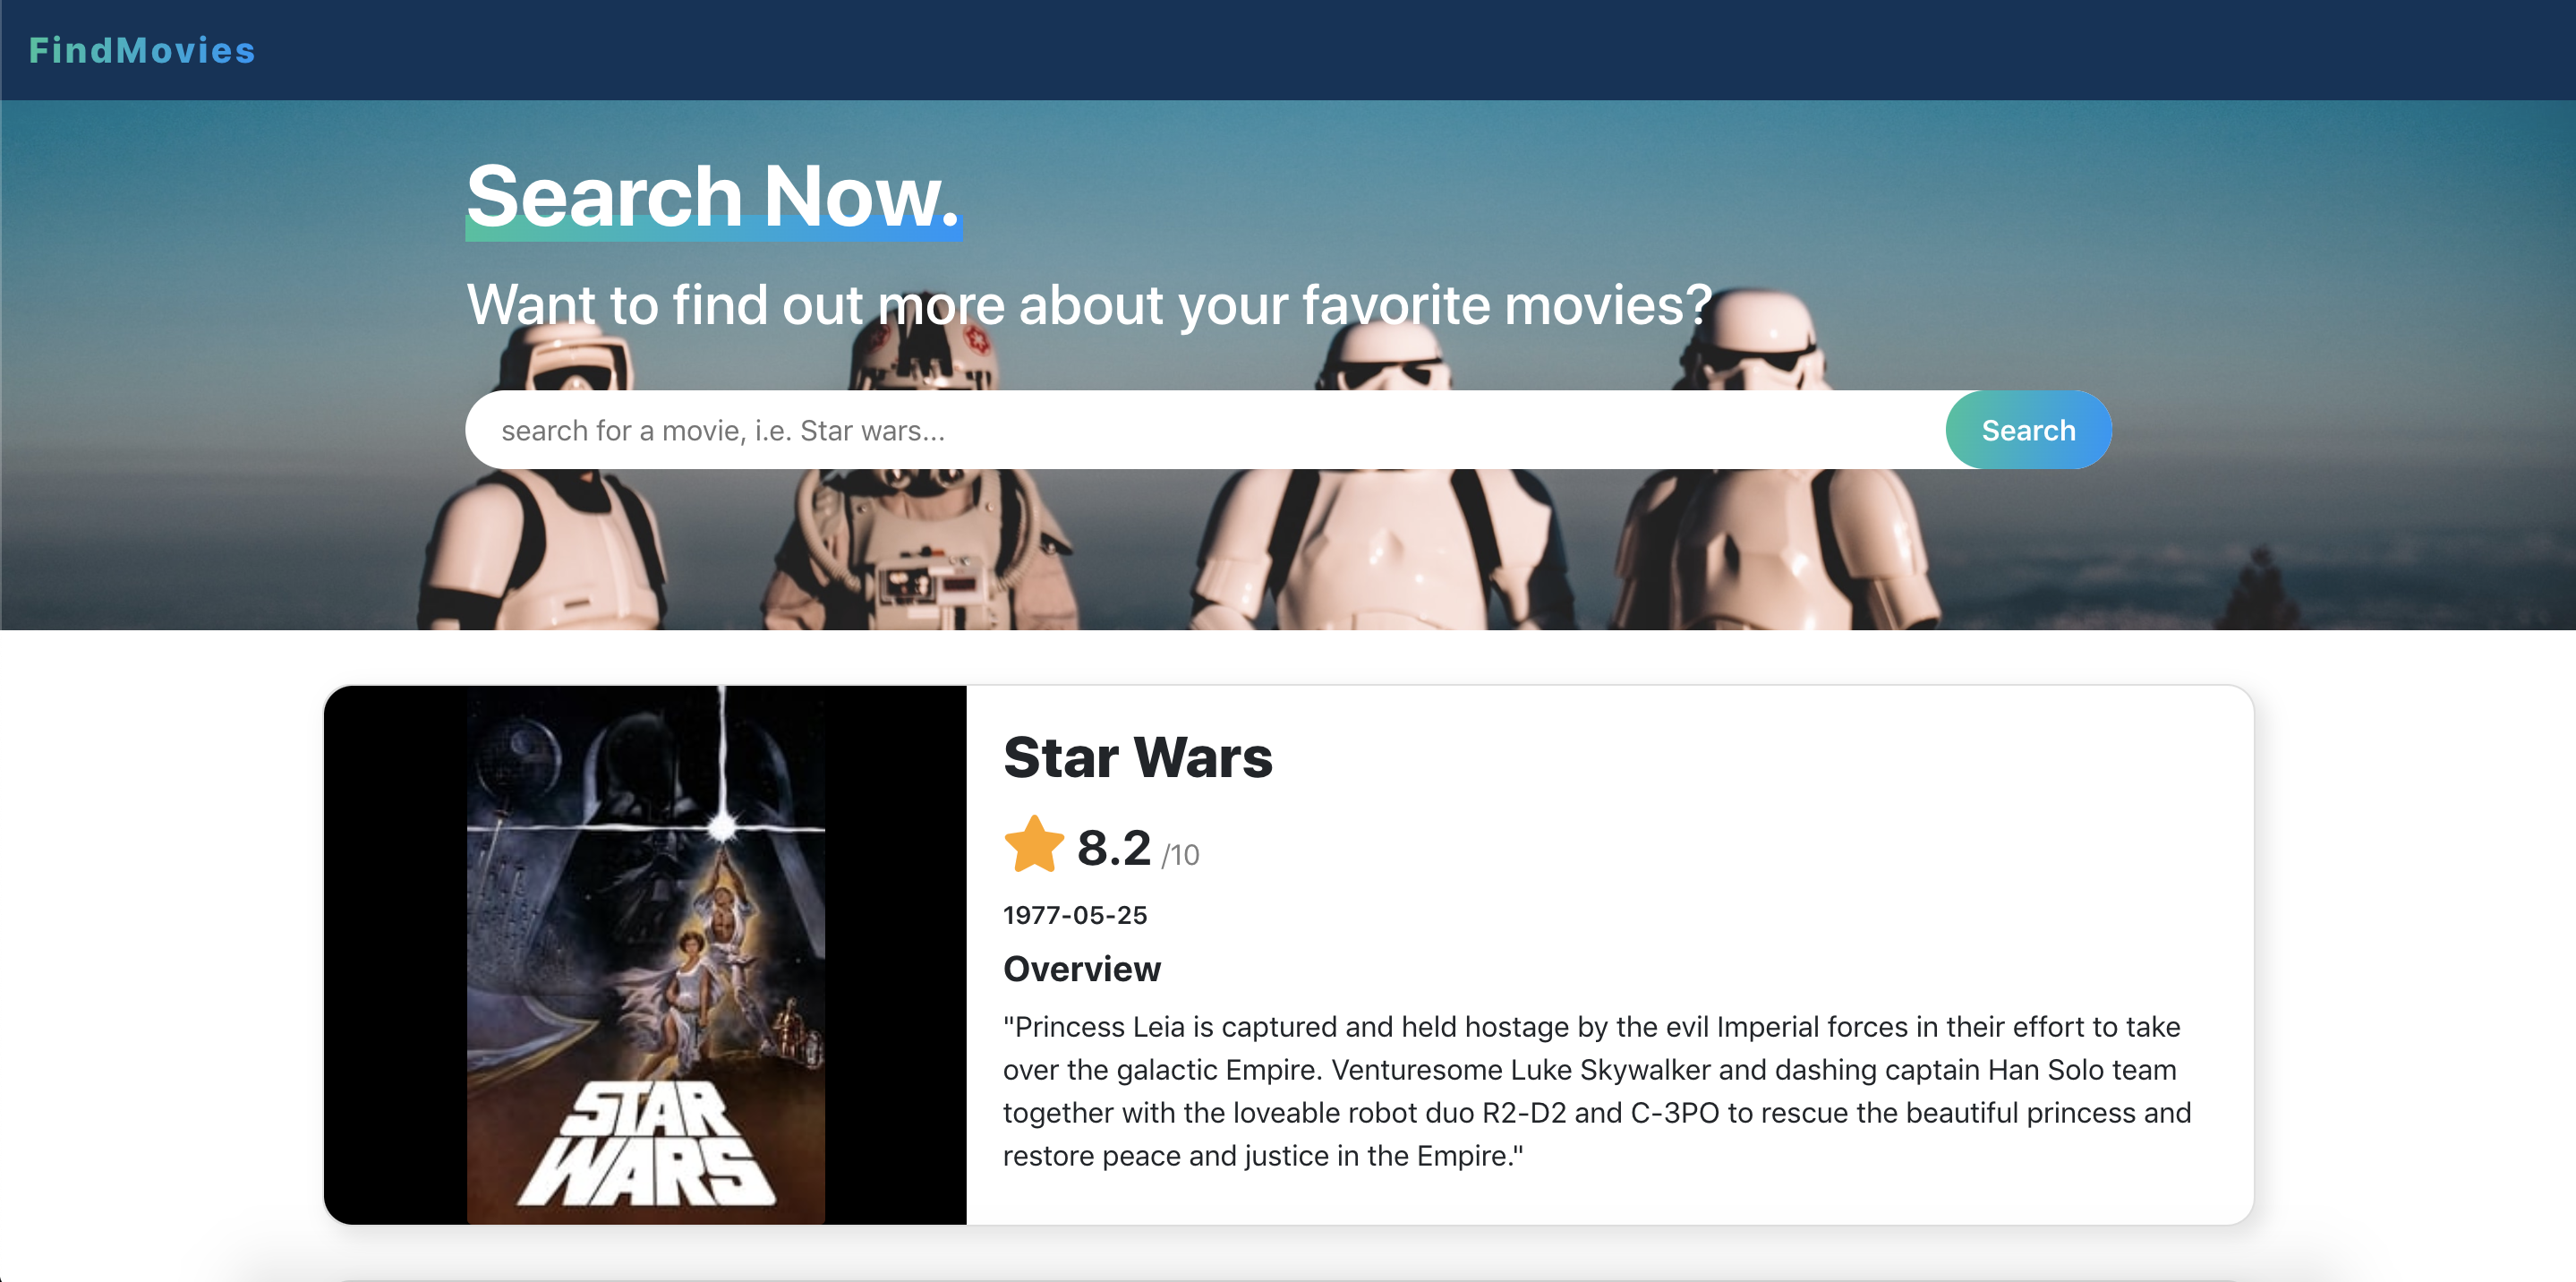 FindMovies
Search Now.
Want to find out more about your favorite movies?
search for a movie, i.e. Star wars...
Search
STAR
WARS
Star Wars
8.2 /10
1977-05-25
Overview
"Princess Leia is captured and held hostage by the evil Imperial forces in their effort to take
over the galactic Empire. Venturesome Luke Skywalker and dashing captain Han Solo team
together with the loveable robot duo R2-D2 and C-3PO to rescue the beautiful princess and
restore peace and justice in the Empire."